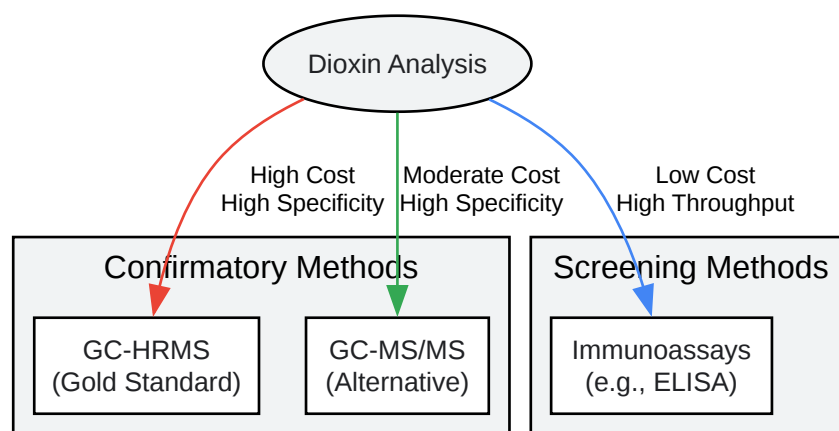 Dioxin Analysis
High Cost
High Specificity
Moderate Cost
High Specificity
Low Cost
High Throughput
Confirmatory Methods
Screening Methods
GC-HRMS
(Gold Standard)
GC-MS/MS
(Alternative)
Immunoassays
(e.g., ELISA)